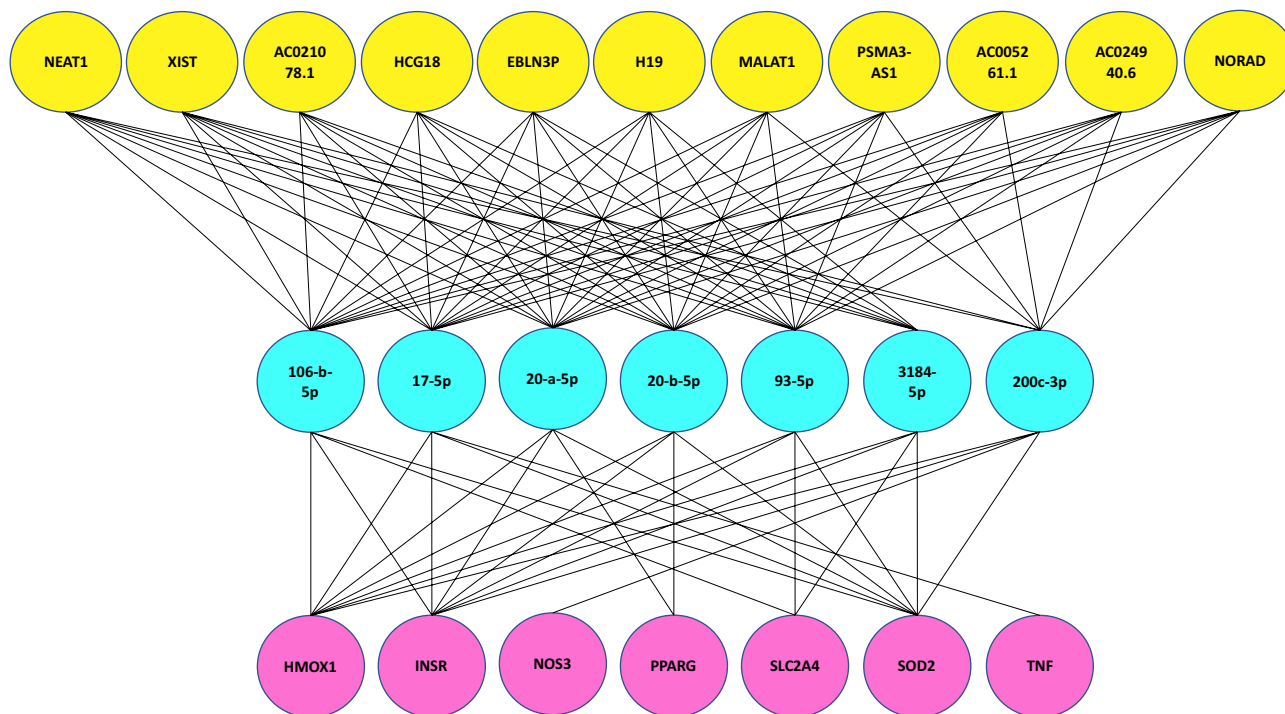 NEAT1
XIST
AC0210
78.1
HCG18
EBLN3P
H19
MALAT1
PSMA3-
AS1
AC0052
61.1
AC0249
40.6
NORAD
106-b-
5p
17-5p
20-a-5p
20-b-5p
93-5p
3184-
5p
200c-3p
HMOX1
INSR
NOS3
PPARG
SLC2A4
SOD2
TNF